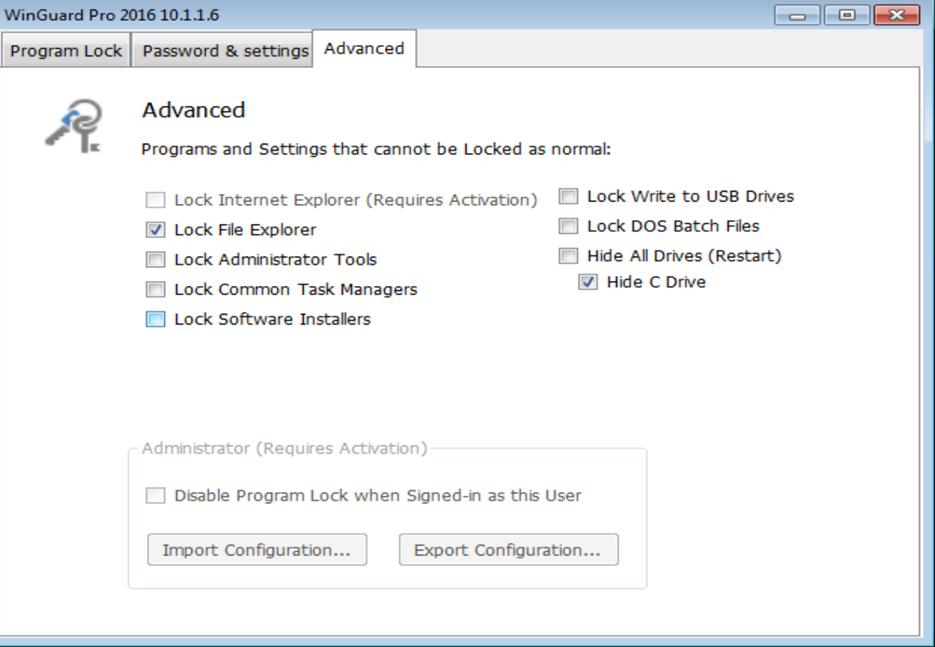 WinGuard Pro 2016 10.1.1.6
Program Lock
Password & settings
Advanced
Advanced
Programs and Settings that cannot be Locked as normal:
Lock Internet Explorer (Requires Activation)
Lock File Explorer
Lock Administrator Tools
Lock Common Task Managers
Lock Software Installers
Lock Write to USB Drives
Lock DOS Batch Files
Hide All Drives (Restart)
Hide C Drive
Administrator (Requires Activation)
Disable Program Lock when Signed-in as this User
Import Configuration...
Export Configuration...